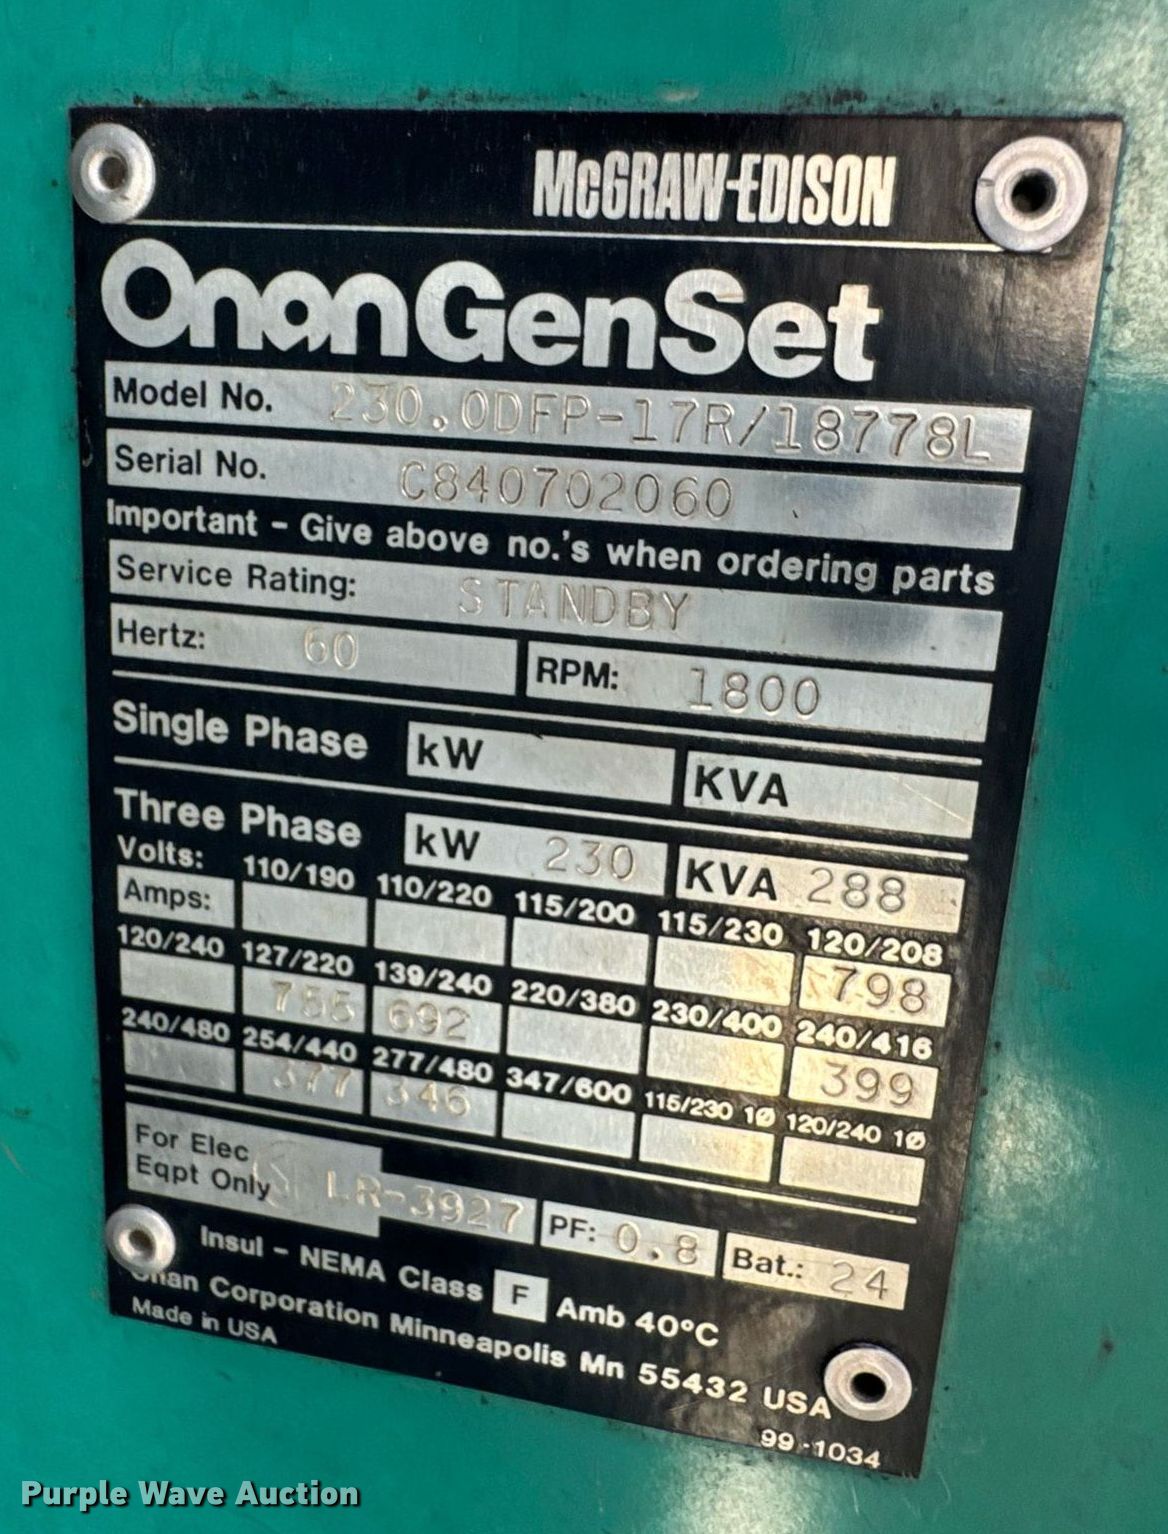 McGRAW-EDISON
Onan GenSet
Model No. 230.0DFP-17R/18778L
Serial No. C840702060
Important - Give above no.'s when ordering parts
Service Rating: STANDBY
Hertz: 60 RPM: 1800
Single Phase kW KVA
Three Phase kW 230 KVA 288
Volts: 110/190 110/220 115/200 115/230 120/208
Amps: 798
120/240 127/220 139/240 220/380 230/400 240/416
755 692 399
240/480 254/440 277/480 347/600 115/230 1Ø 120/240 1Ø
377 346
For Elec
Eqpt Only LR-3927 PF: 0.8 Bat.: 24
Insul - NEMA Class F Amb 40°C
Onan Corporation Minneapolis Mn 55432 USA
Made in USA
99-1034
Purple Wave Auction